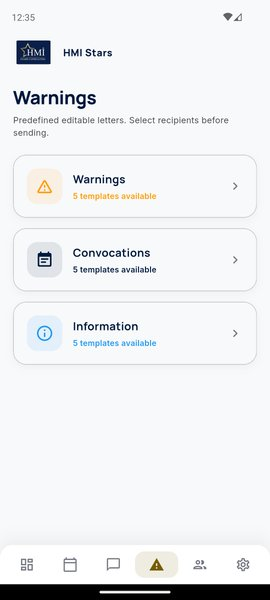 12:35
HMI
HMI Stars
Warnings
Predefined editable letters. Select recipients before
sending.
Warnings
5 templates available
Convocations
5 templates available
Information
5 templates available